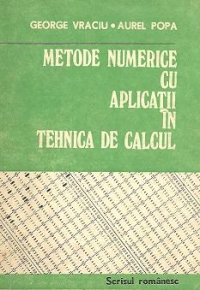 GEORGE VRACIU • AUREL POPA
METODE NUMERICE
CU
APLICAȚII
ÎN
TEHNICA DE CALCUL
Scrisul românesc